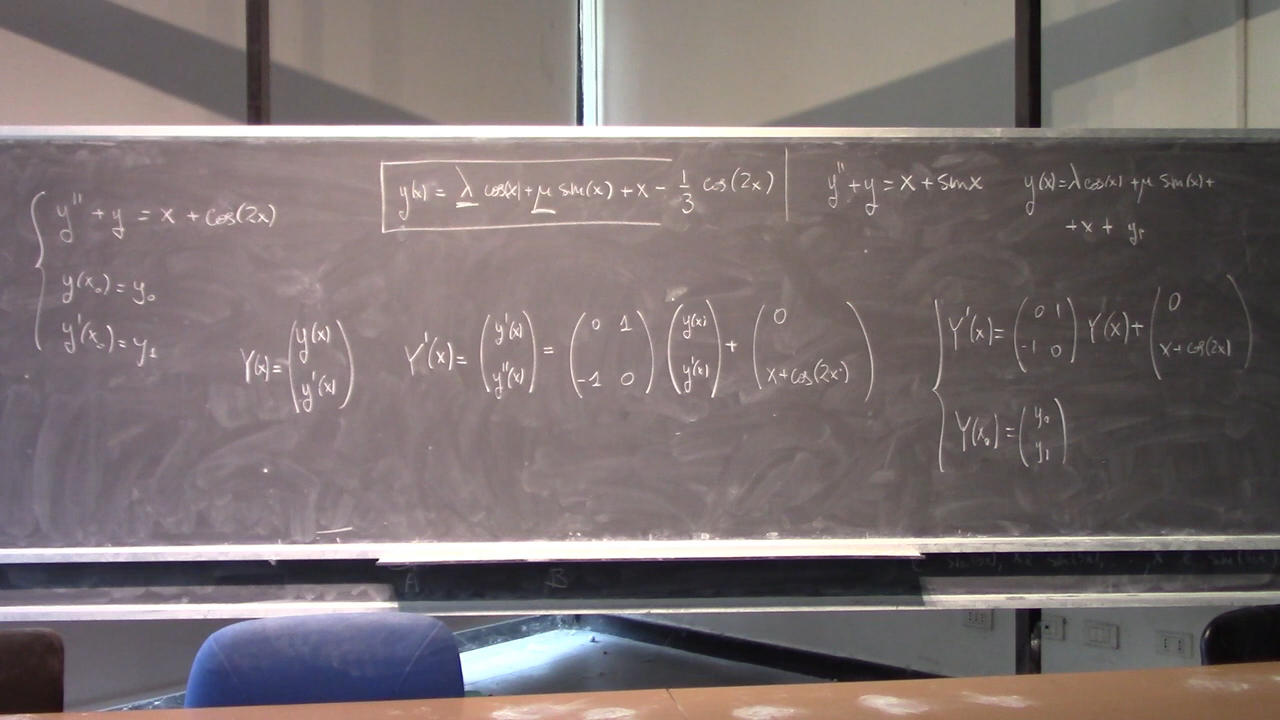 y'' + y = x + cos(2x)
y(x₀) = y₀
y'(x₀) = y₁
y(x) = λ cos(x) + μ sin(x) + x - 1/3 cos(2x)
y'' + y = x + sin x
y(x) = λ cos(x) + μ sin(x) +
+ x + y₁
Y(x) = ( y(x) ; y'(x) )
Y'(x) = ( y'(x) ; y''(x) ) = ( 0 1 ; -1 0 ) ( y(x) ; y'(x) ) + ( 0 ; x + cos(2x) )
Y'(x) = ( 0 1 ; -1 0 ) Y(x) + ( 0 ; x + cos(2x) )
Y(x₀) = ( y₀ ; y₁ )
A B